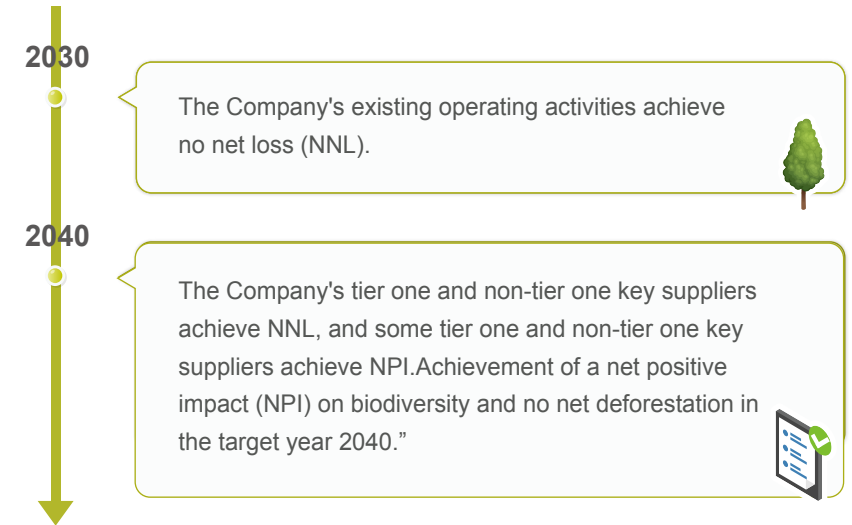 2030
The Company's existing operating activities achieve
no net loss (NNL).
2040
The Company's tier one and non-tier one key suppliers
achieve NNL, and some tier one and non-tier one key
suppliers achieve NPI.Achievement of a net positive
impact (NPI) on biodiversity and no net deforestation in
the target year 2040.”